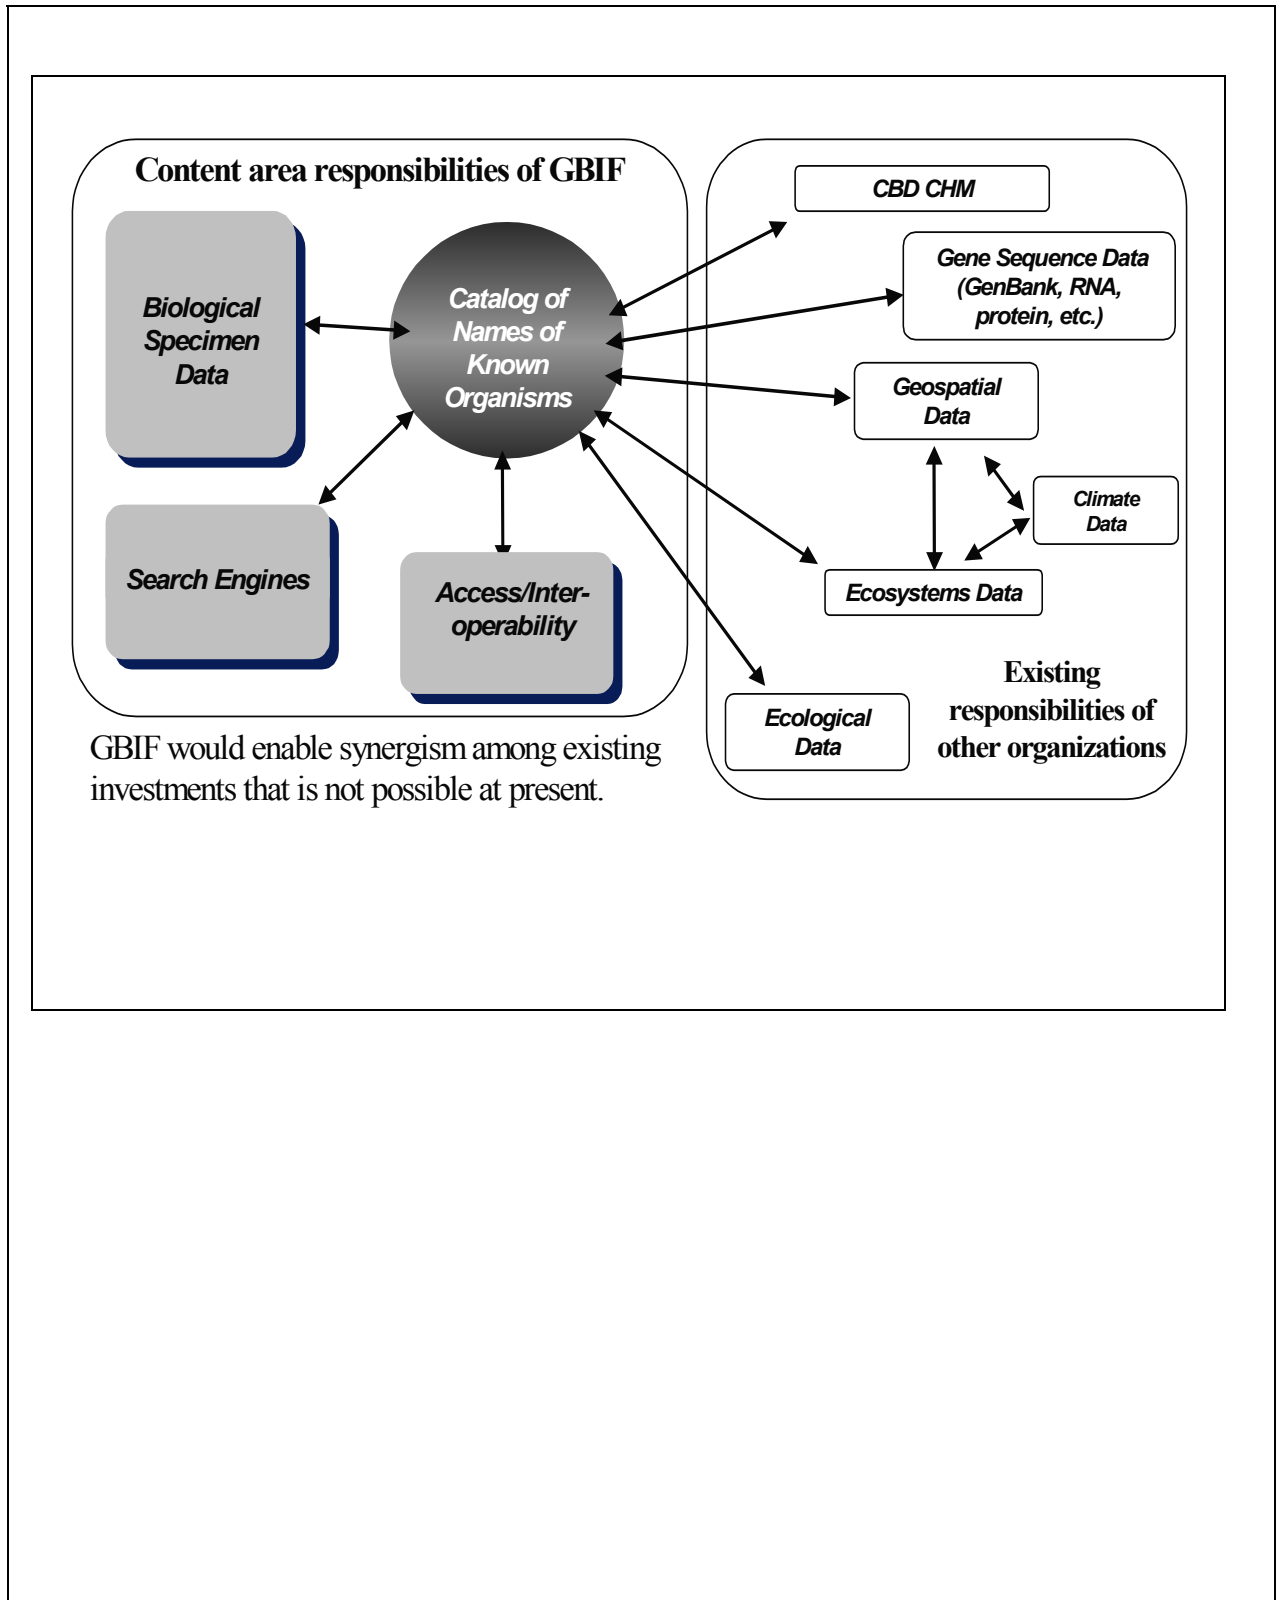 Content area responsibilities of GBIF
Biological
Specimen
Data
Catalog of
Names of
Known
Organisms
Search Engines
Access/Inter-
operability
GBIF would enable synergism among existing
investments that is not possible at present.
CBD CHM
Gene Sequence Data
(GenBank, RNA,
protein, etc.)
Geospatial
Data
Climate
Data
Ecosystems Data
Ecological
Data
Existing
responsibilities of
other organizations